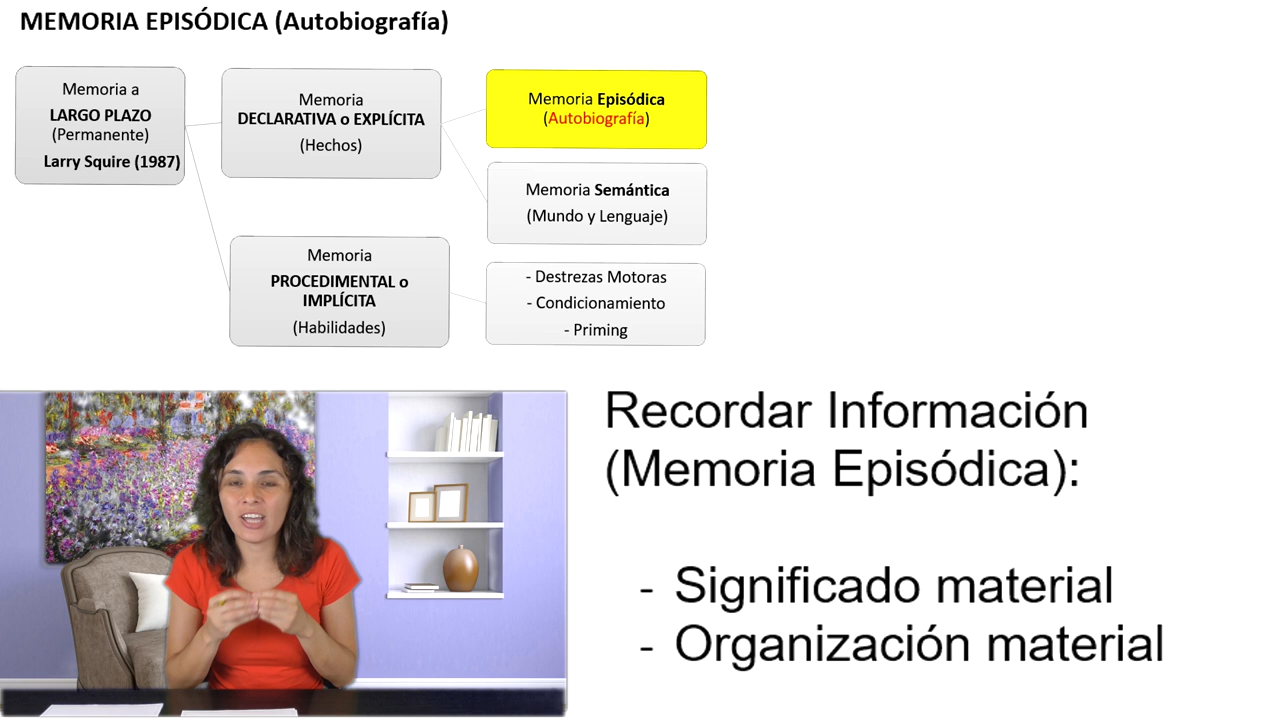 MEMORIA EPISÓDICA (Autobiografía)
Memoria a
LARGO PLAZO
(Permanente)
Larry Squire (1987)
Memoria
DECLARATIVA o EXPLÍCITA
(Hechos)
Memoria Episódica
(Autobiografía)
Memoria Semántica
(Mundo y Lenguaje)
Memoria
PROCEDIMENTAL o
IMPLÍCITA
(Habilidades)
- Destrezas Motoras
- Condicionamiento
- Priming
Recordar Información
(Memoria Episódica):
- Significado material
- Organización material